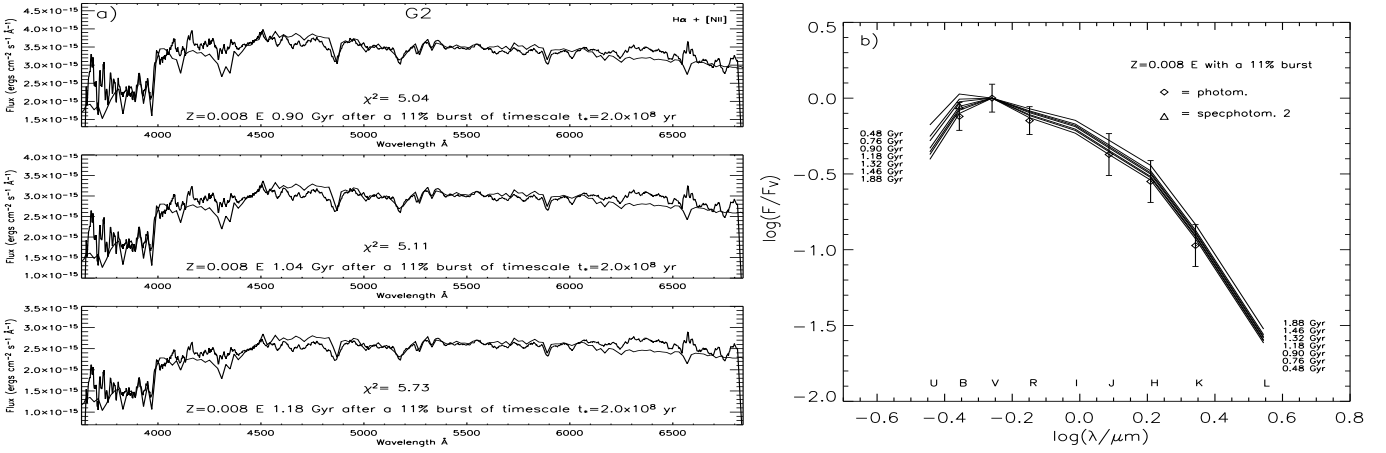 a)
G2
Hα + [NII]
Flux (ergs cm⁻² s⁻¹ Å⁻¹)
4.5×10⁻¹⁵
4.0×10⁻¹⁵
3.5×10⁻¹⁵
3.0×10⁻¹⁵
2.5×10⁻¹⁵
2.0×10⁻¹⁵
1.5×10⁻¹⁵
χ²= 5.04
Z=0.008 E 0.90 Gyr after a 11% burst of timescale t*=2.0x10⁸ yr
4000 4500 5000 5500 6000 6500
Wavelength Å
Flux (ergs cm⁻² s⁻¹ Å⁻¹)
4.0×10⁻¹⁵
3.5×10⁻¹⁵
3.0×10⁻¹⁵
2.5×10⁻¹⁵
2.0×10⁻¹⁵
1.5×10⁻¹⁵
1.0×10⁻¹⁵
χ²= 5.11
Z=0.008 E 1.04 Gyr after a 11% burst of timescale t*=2.0x10⁸ yr
4000 4500 5000 5500 6000 6500
Wavelength Å
Flux (ergs cm⁻² s⁻¹ Å⁻¹)
3.5×10⁻¹⁵
3.0×10⁻¹⁵
2.5×10⁻¹⁵
2.0×10⁻¹⁵
1.5×10⁻¹⁵
1.0×10⁻¹⁵
χ²= 5.73
Z=0.008 E 1.18 Gyr after a 11% burst of timescale t*=2.0x10⁸ yr
4000 4500 5000 5500 6000 6500
Wavelength Å
b)
Z=0.008 E with a 11% burst
= photom.
= specphotom. 2
log(F/Fv)
0.5
0.0
−0.5
−1.0
−1.5
−2.0
0.48 Gyr
0.76 Gyr
0.90 Gyr
1.18 Gyr
1.32 Gyr
1.46 Gyr
1.88 Gyr
1.88 Gyr
1.46 Gyr
1.32 Gyr
1.18 Gyr
0.90 Gyr
0.76 Gyr
0.48 Gyr
U B V R I J H K L
−0.6 −0.4 −0.2 0.0 0.2 0.4 0.6 0.8
log(λ/μm)